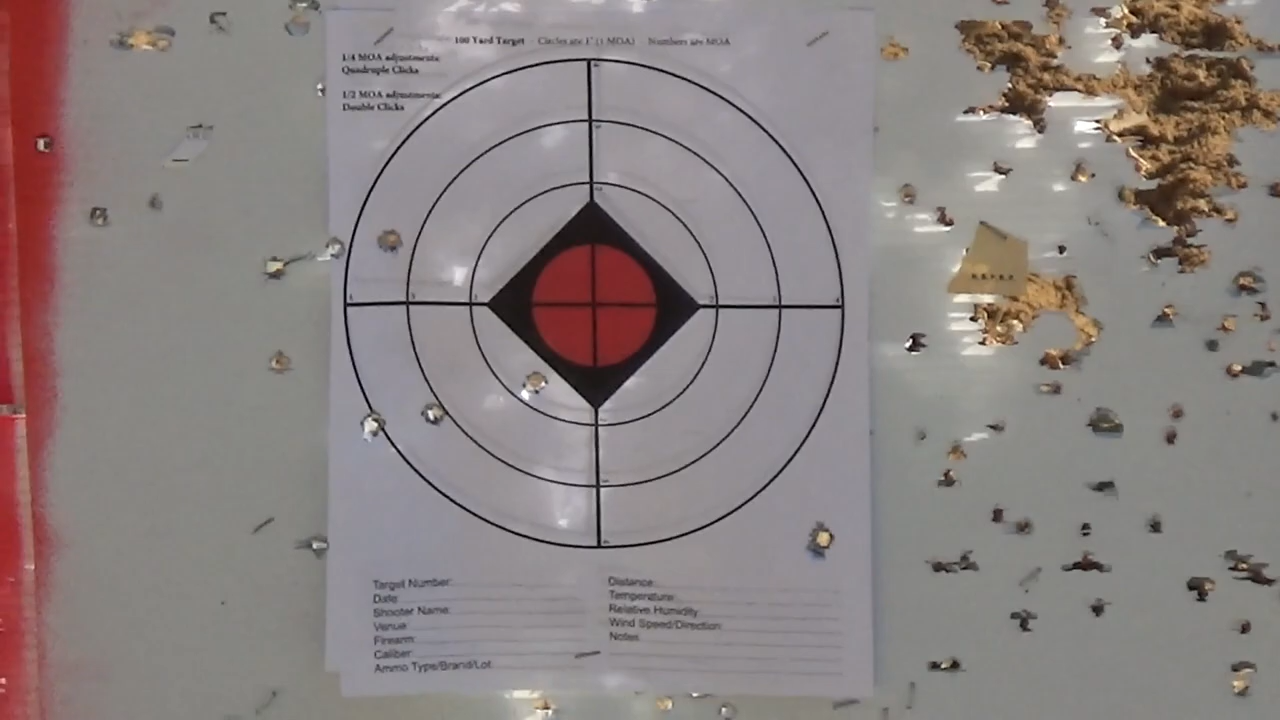 100 Yard Target Circles are 1" (1 MOA) Numbers are MOA
1/4 MOA adjustments:
Quadruple Clicks
1/2 MOA adjustments:
Double Clicks
Target Number:
Date:
Shooter Name:
Venue:
Firearm:
Caliber:
Ammo Type/Brand/Lot:
Distance:
Temperature:
Relative Humidity:
Wind Speed/Direction:
Notes: